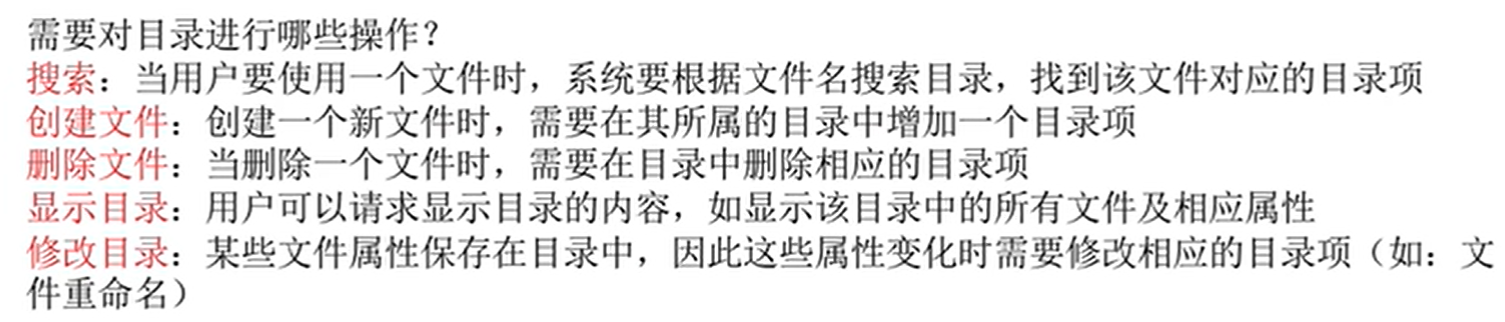 需要对目录进行哪些操作？
搜索：当用户要使用一个文件时，系统要根据文件名搜索目录，找到该文件对应的目录项
创建文件：创建一个新文件时，需要在其所属的目录中增加一个目录项
删除文件：当删除一个文件时，需要在目录中删除相应的目录项
显示目录：用户可以请求显示目录的内容，如显示该目录中的所有文件及相应属性
修改目录：某些文件属性保存在目录中，因此这些属性变化时需要修改相应的目录项（如：文
件重命名）